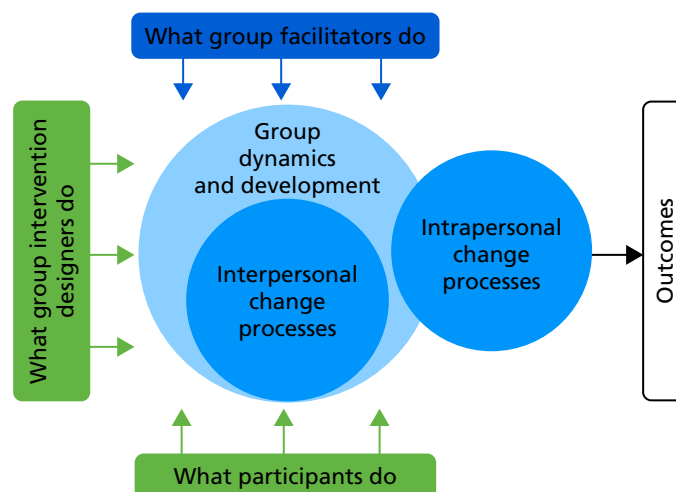 What group facilitators do
What group intervention
designers do
Group
dynamics
and development
Interpersonal
change
processes
Intrapersonal
change
processes
Outcomes
What participants do